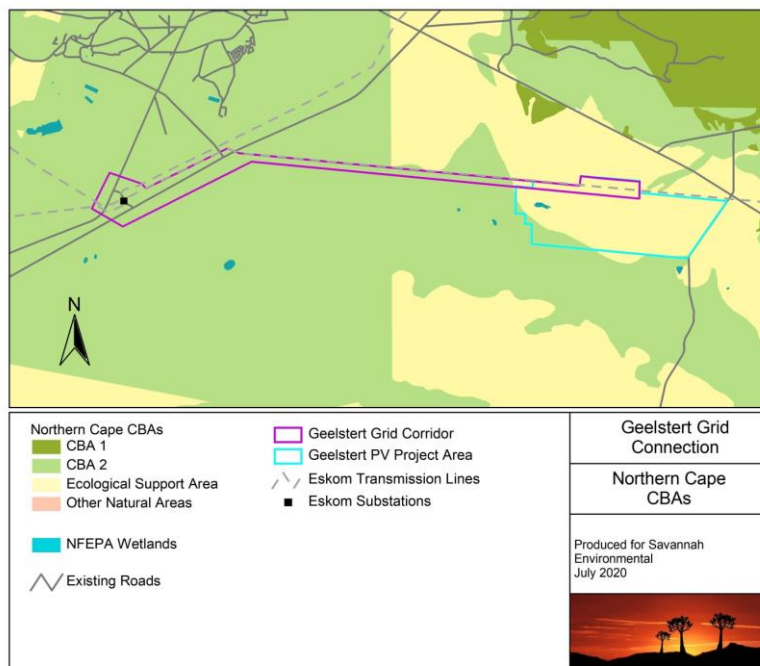 N
Northern Cape CBAs
CBA 1
CBA 2
Ecological Support Area
Other Natural Areas
NFEPA Wetlands
Existing Roads
Geelstert Grid Corridor
Geelstert PV Project Area
Eskom Transmission Lines
Eskom Substations
Geelstert Grid
Connection
Northern Cape
CBAs
Produced for Savannah
Environmental
July 2020